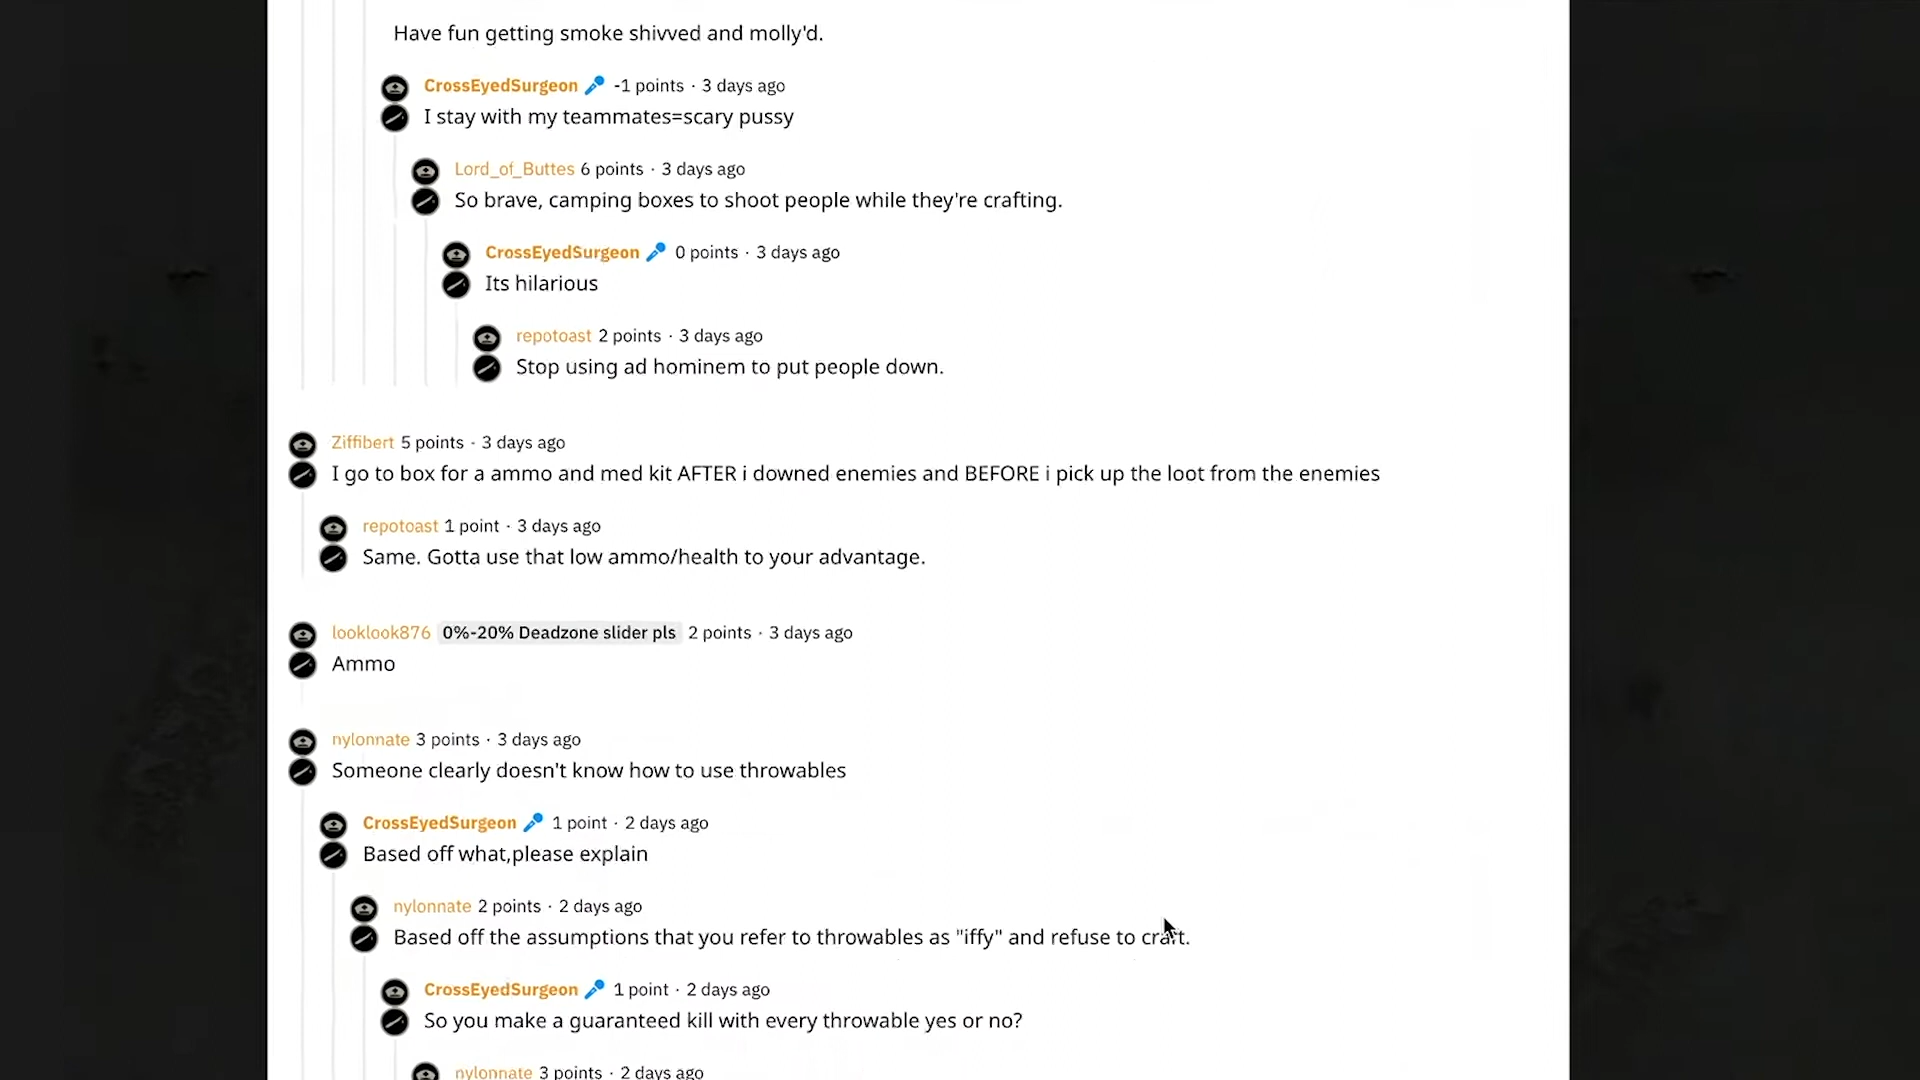 Have fun getting smoke shivved and molly'd.
CrossEyedSurgeon -1 points · 3 days ago
I stay with my teammates=scary pussy
Lord_of_Buttes 6 points · 3 days ago
So brave, camping boxes to shoot people while they're crafting.
CrossEyedSurgeon 0 points · 3 days ago
Its hilarious
repotoast 2 points · 3 days ago
Stop using ad hominem to put people down.
Ziffibert 5 points · 3 days ago
I go to box for a ammo and med kit AFTER i downed enemies and BEFORE i pick up the loot from the enemies
repotoast 1 point · 3 days ago
Same. Gotta use that low ammo/health to your advantage.
looklook876 0%-20% Deadzone slider pls 2 points · 3 days ago
Ammo
nylonnate 3 points · 3 days ago
Someone clearly doesn't know how to use throwables
CrossEyedSurgeon 1 point · 2 days ago
Based off what,please explain
nylonnate 2 points · 2 days ago
Based off the assumptions that you refer to throwables as "iffy" and refuse to craft.
CrossEyedSurgeon 1 point · 2 days ago
So you make a guaranteed kill with every throwable yes or no?
nylonnate 3 points · 2 days ago